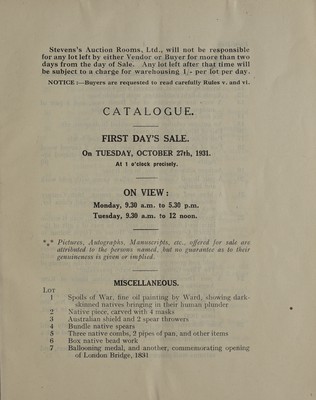 Stevens's Auction Rooms, Ltd., will not be responsible
for any lot left by either Vendor or Buyer for more than two
days from the day of Sale. Any lot left after that time will
be subject to a charge for warehousing 1/- per lot per day.
NOTICE :—Buyers are requested to read carefully Rules v. and vi.
CATALOGUE.
FIRST DAY'S SALE.
On TUESDAY, OCTOBER 27th, 1931.
At 1 o'clock precisely.
ON VIEW:
Monday, 9.30 a.m. to 5.30 p.m.
Tuesday, 9.30 a.m. to 12 noon.
*** Pictures, Autographs, Manuscripts, etc., offered for sale are
attributed to the persons named, but no guarantee as to their
genuineness is given or implied.
MISCELLANEOUS.
LOT
1 Spoils of War, fine oil painting by Ward, showing dark-
skinned natives bringing in their human plunder
2 Native piece, carved with 4 masks
3 Australian shield and 2 spear throwers
4 Bundle native spears
5 Three native combs, 2 pipes of pan, and other items
6 Box native bead work
7 Ballooning medal, and another, commemorating opening
of London Bridge, 1831